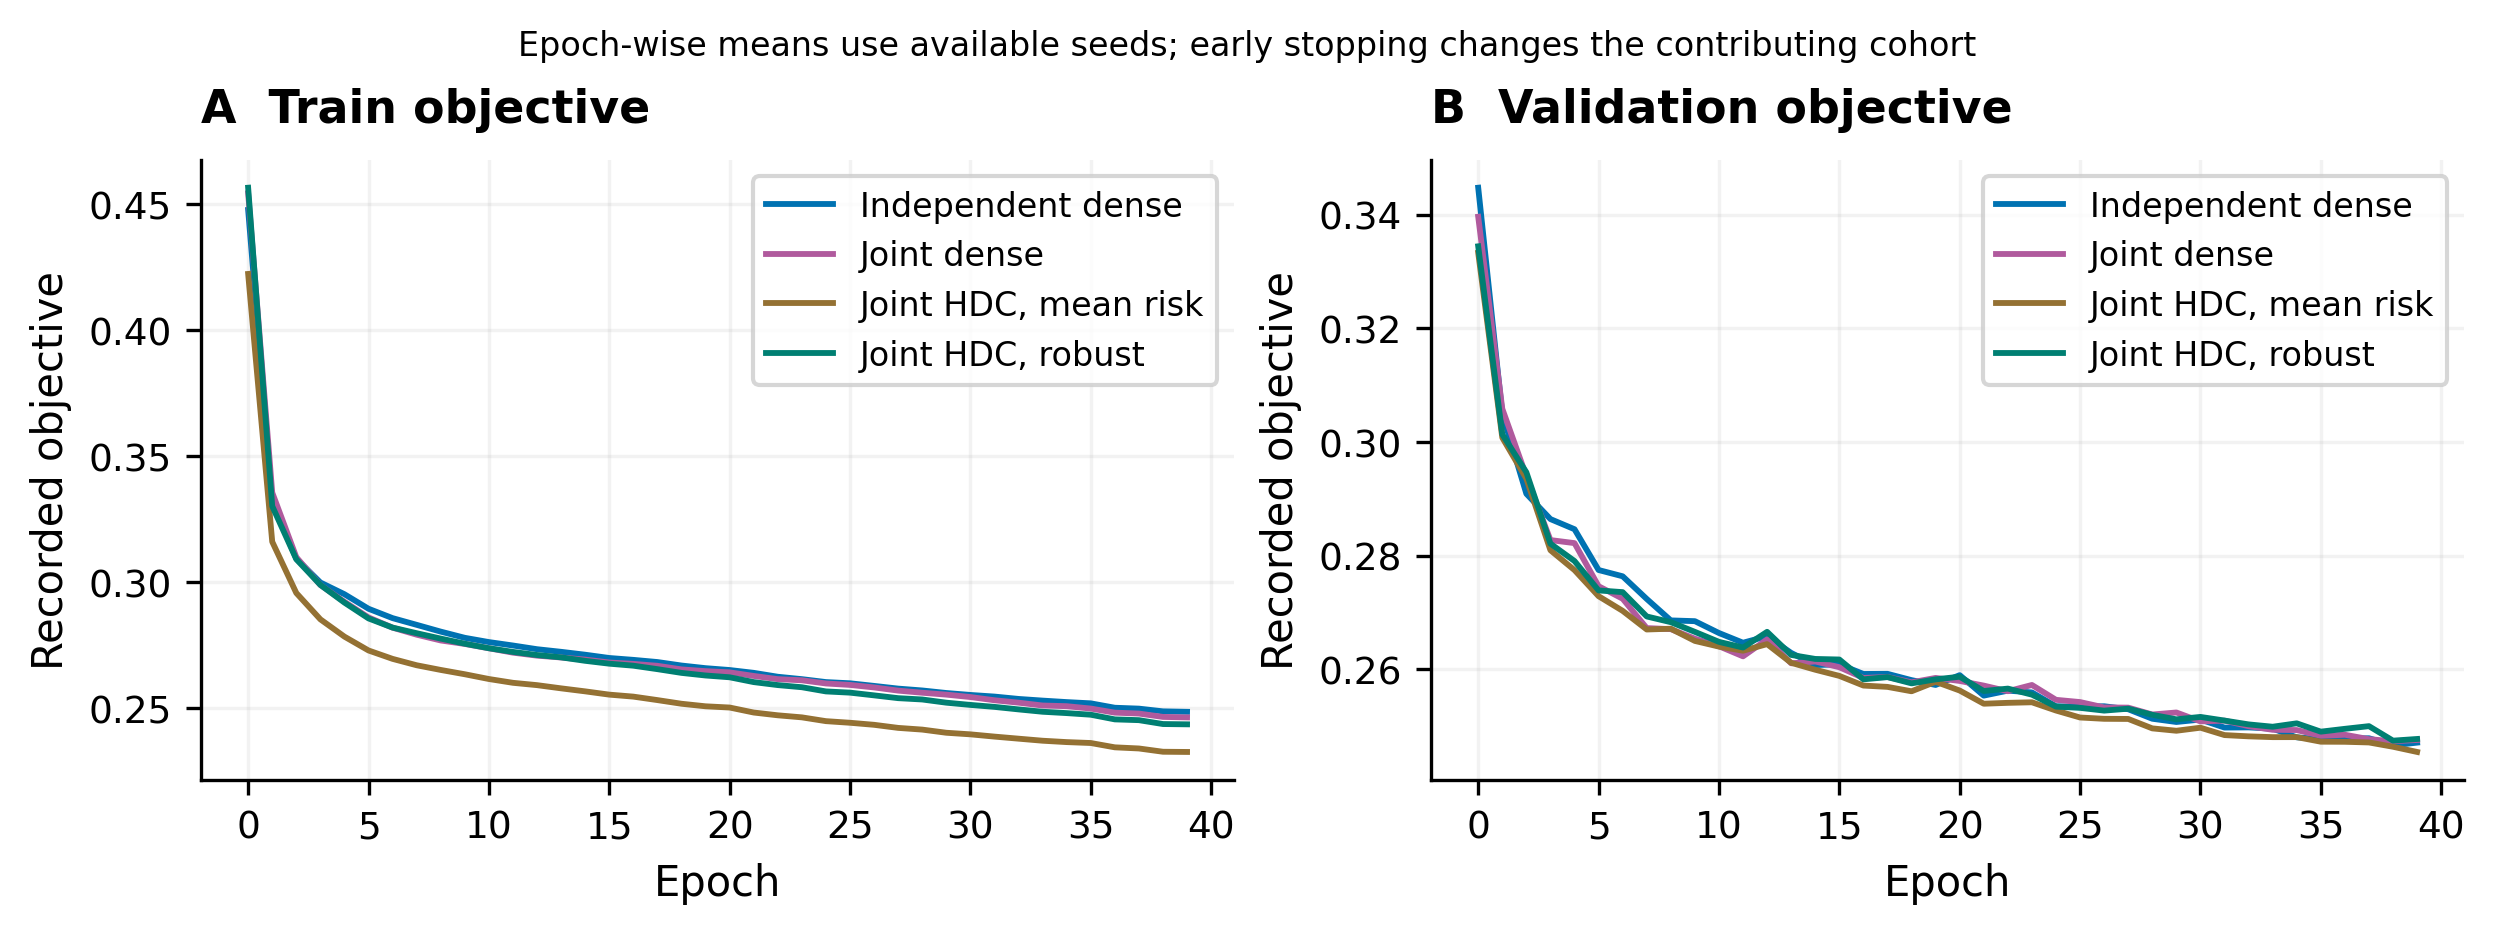 Epoch-wise means use available seeds; early stopping changes the contributing cohort
A Train objective
Recorded objective
0.45
0.40
0.35
0.30
0.25
0 5 10 15 20 25 30 35 40
Epoch
Independent dense
Joint dense
Joint HDC, mean risk
Joint HDC, robust
B Validation objective
Recorded objective
0.34
0.32
0.30
0.28
0.26
0 5 10 15 20 25 30 35 40
Epoch
Independent dense
Joint dense
Joint HDC, mean risk
Joint HDC, robust